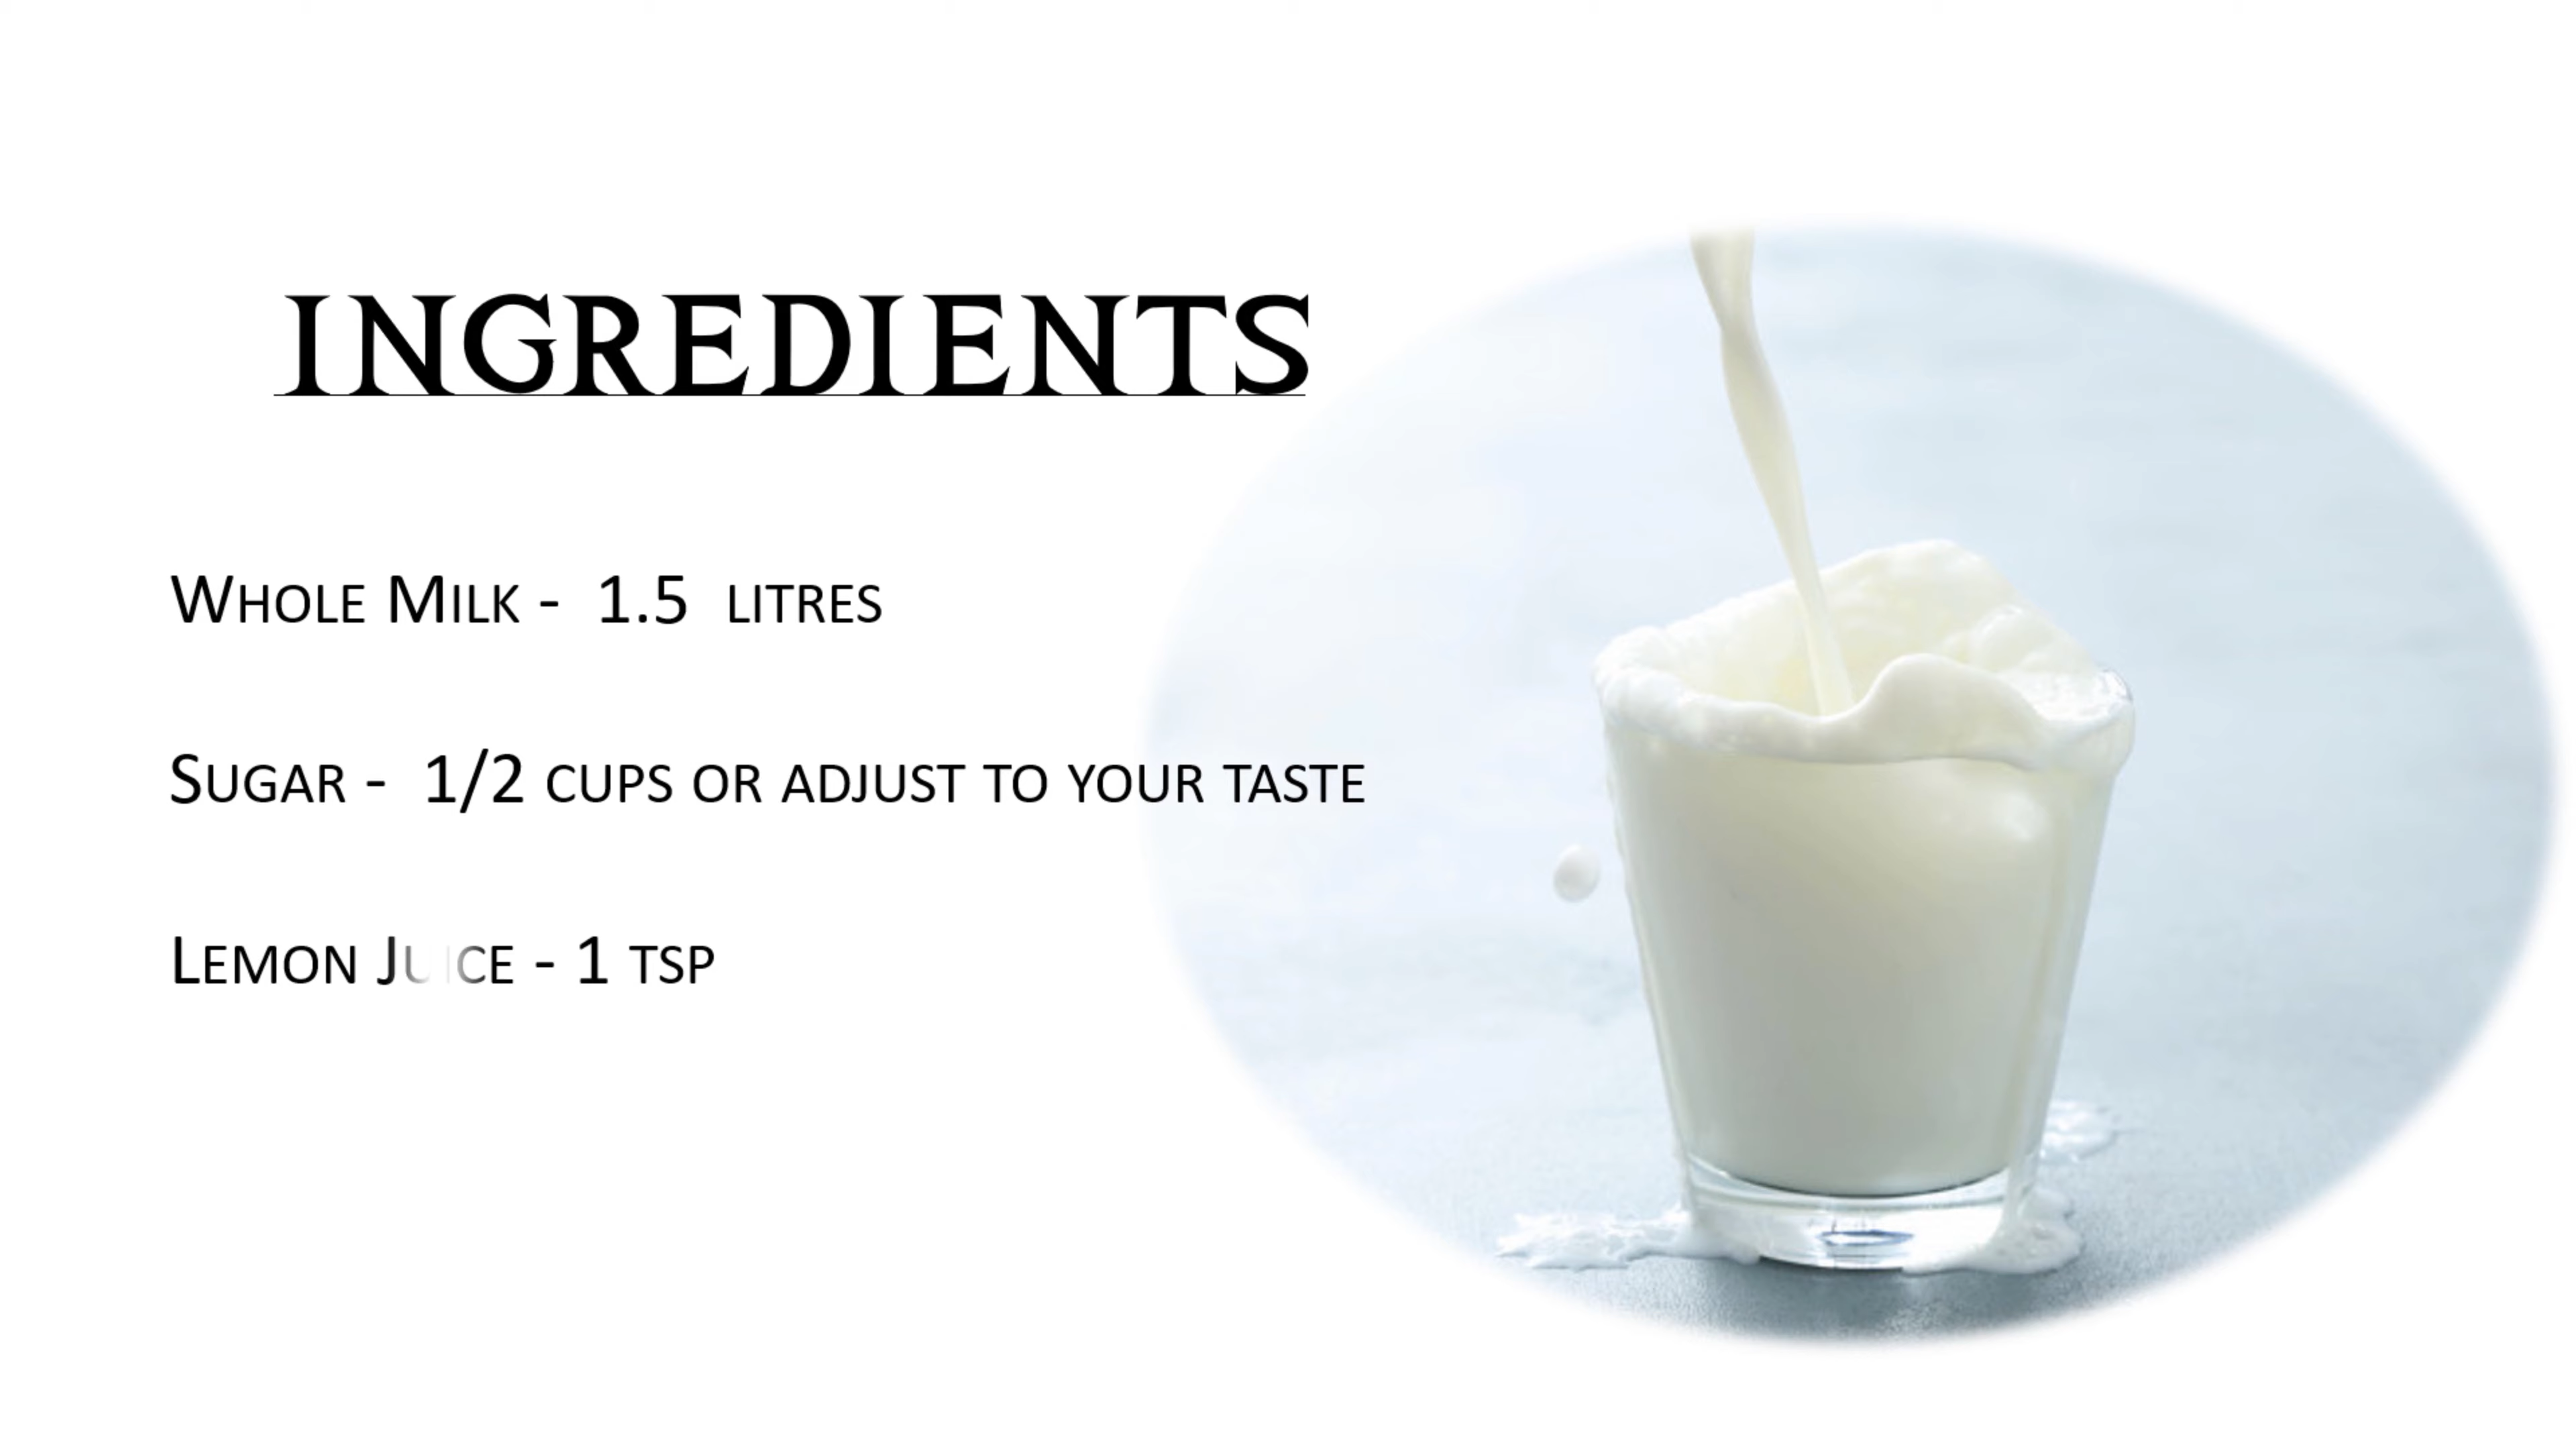 INGREDIENTS
Whole Milk - 1.5 litres
Sugar - 1/2 cups or adjust to your taste
Lemon Juice - 1 tsp